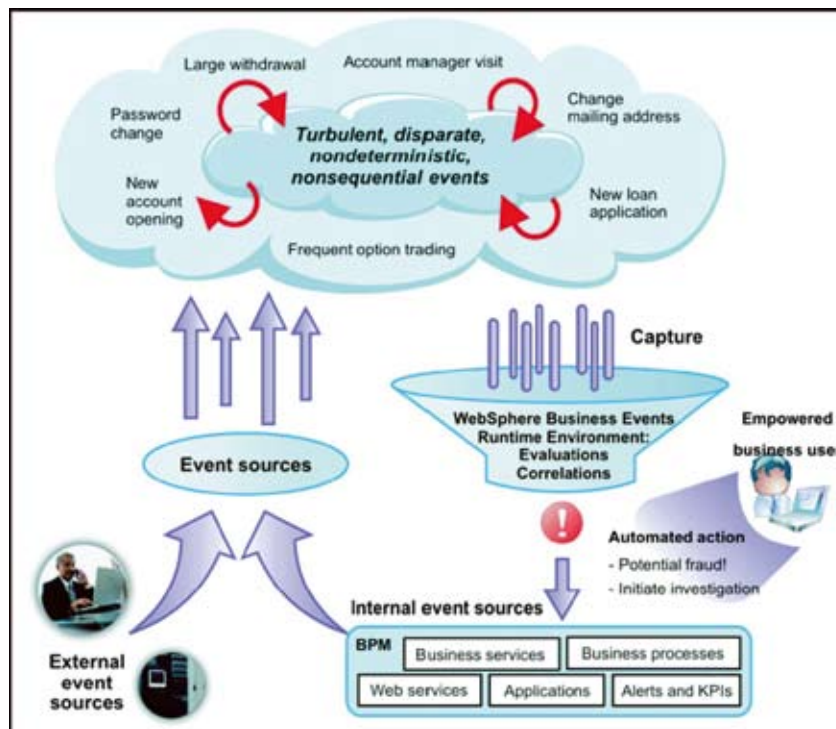 Large withdrawal
Account manager visit
Password
change
Change
mailing address
Turbulent, disparate,
nondeterministic,
nonsequential events
New
account
opening
New loan
application
Frequent option trading
Capture
WebSphere Business Events
Runtime Environment:
Evaluations
Correlations
Empowered
business use
Event sources
Automated action
- Potential fraud!
- Initiate investigation
Internal event sources
BPM
Business services
Business processes
Web services
Applications
Alerts and KPIs
External
event
sources